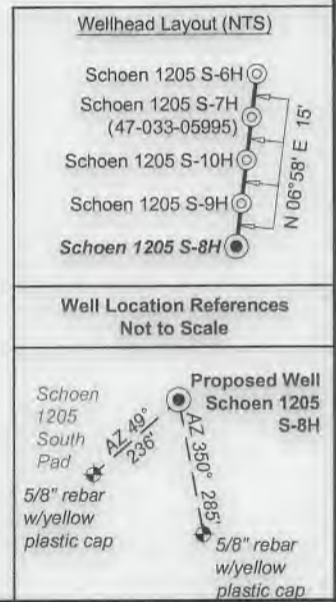 Wellhead Layout (NTS)
Schoen 1205 S-6H
Schoen 1205 S-7H
(47-033-05995)
Schoen 1205 S-10H
Schoen 1205 S-9H
Schoen 1205 S-8H
N 06°58' E 15'
Well Location References
Not to Scale
Schoen
1205
South
Pad
Proposed Well
Schoen 1205
S-8H
AZ 49°
236'
AZ 350° 285'
5/8" rebar
w/yellow
plastic cap
5/8" rebar
w/yellow
plastic cap